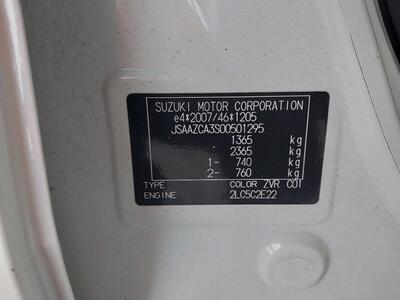 SUZUKI MOTOR CORPORATION
e4*2007/46*1205
JSAAZCA3S00501295
1365 kg
2365 kg
1- 740 kg
2- 760 kg
TYPE COLOR ZVR C01
ENGINE 2LC5C2E22